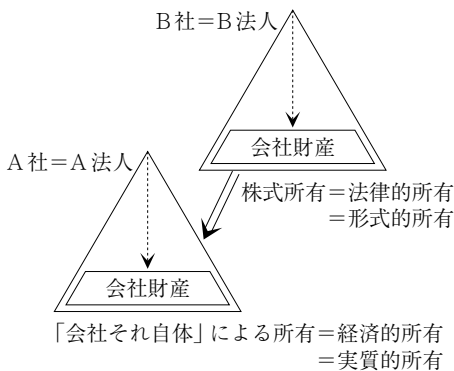 B社＝B法人
会社財産
A社＝A法人
株式所有＝法律的所有
＝形式的所有
会社財産
「会社それ自体」による所有＝経済的所有
＝実質的所有